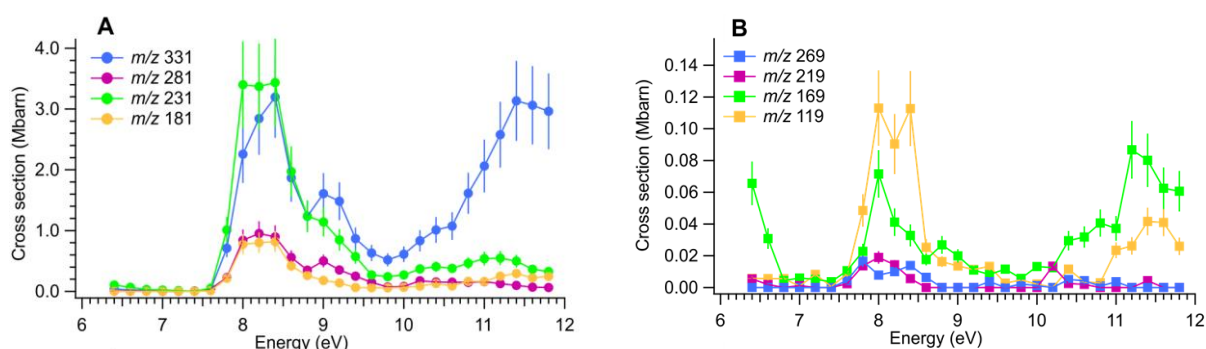 A
4.0
3.0
2.0
1.0
0.0
Cross section (Mbarn)
m/z 331
m/z 281
m/z 231
m/z 181
6 7 8 9 10 11 12
Energy (eV)
B
0.14
0.12
0.10
0.08
0.06
0.04
0.02
0.00
Cross section (Mbarn)
m/z 269
m/z 219
m/z 169
m/z 119
6 7 8 9 10 11 12
Energy (eV)